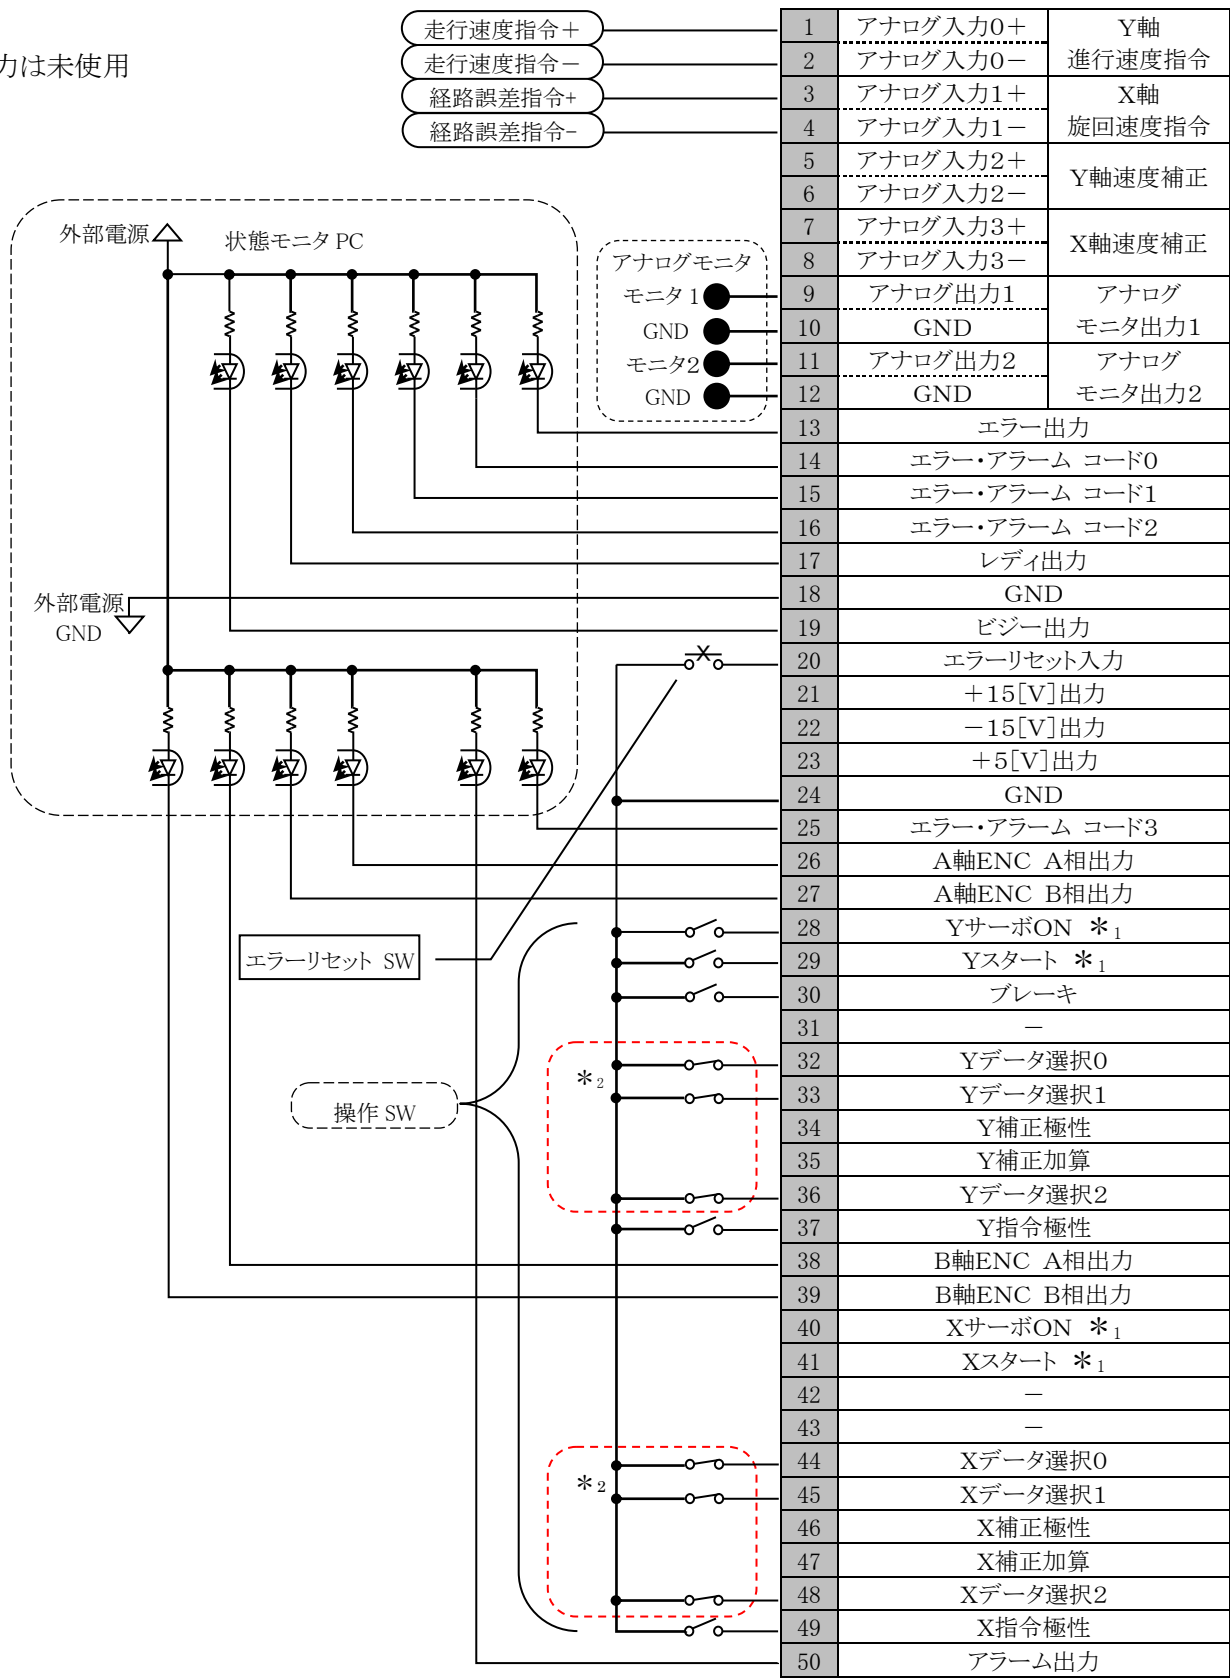 力は未使用
走行速度指令＋
走行速度指令－
経路誤差指令+
経路誤差指令-
外部電源
状態モニタ PC
アナログモニタ
モニタ 1
GND
モニタ2
GND
外部電源
GND
エラーリセット SW
操作 SW
＊2
＊2
1 アナログ入力0＋ Y軸
2 アナログ入力0－ 進行速度指令
3 アナログ入力1＋ X軸
4 アナログ入力1－ 旋回速度指令
5 アナログ入力2＋ Y軸速度補正
6 アナログ入力2－
7 アナログ入力3＋ X軸速度補正
8 アナログ入力3－
9 アナログ出力1 アナログ
10 GND モニタ出力1
11 アナログ出力2 アナログ
12 GND モニタ出力2
13 エラー出力
14 エラー・アラーム コード0
15 エラー・アラーム コード1
16 エラー・アラーム コード2
17 レディ出力
18 GND
19 ビジー出力
20 エラーリセット入力
21 ＋15[V]出力
22 －15[V]出力
23 +5[V]出力
24 GND
25 エラー・アラーム コード3
26 A軸ENC A相出力
27 A軸ENC B相出力
28 YサーボON ＊1
29 Yスタート ＊1
30 ブレーキ
31 －
32 Yデータ選択0
33 Yデータ選択1
34 Y補正極性
35 Y補正加算
36 Yデータ選択2
37 Y指令極性
38 B軸ENC A相出力
39 B軸ENC B相出力
40 XサーボON ＊1
41 Xスタート ＊1
42 －
43 －
44 Xデータ選択0
45 Xデータ選択1
46 X補正極性
47 X補正加算
48 Xデータ選択2
49 X指令極性
50 アラーム出力